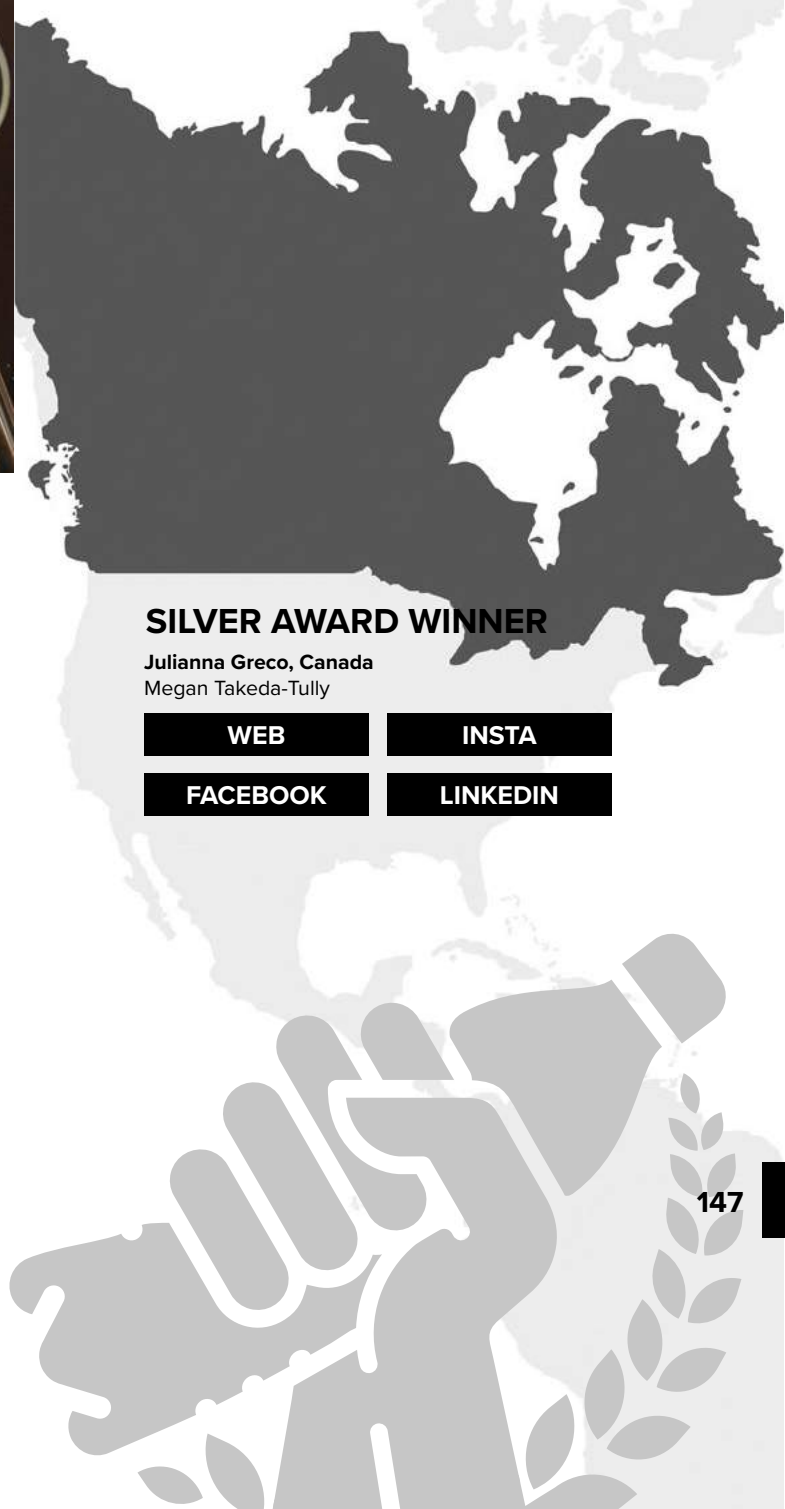 SILVER AWARD WINNER
Julianna Greco, Canada
Megan Takeda-Tully
WEB
INSTA
FACEBOOK
LINKEDIN
147